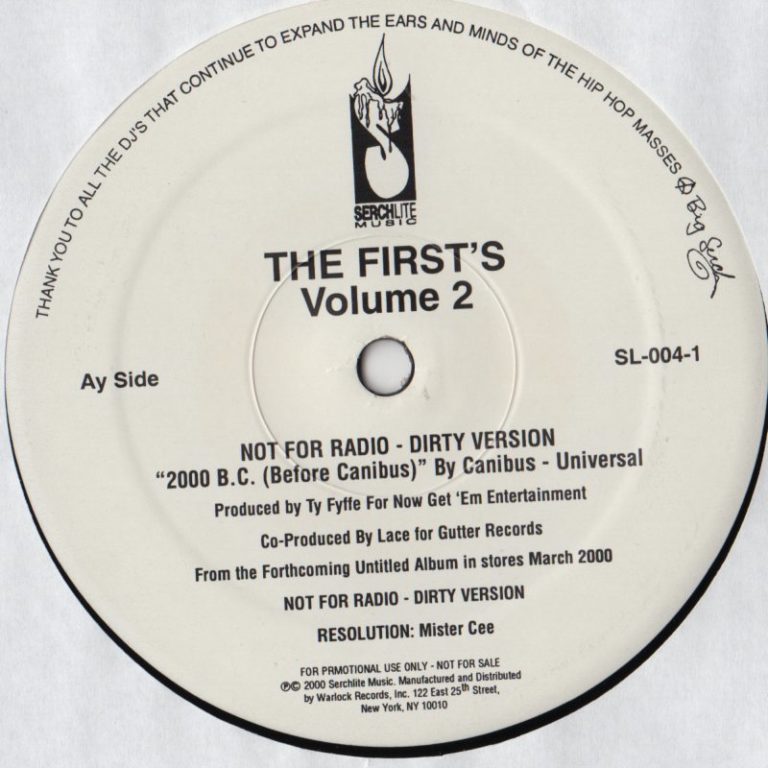 THANK YOU TO ALL THE DJ'S THAT CONTINUE TO EXPAND THE EARS AND MINDS OF THE HIP HOP MASSES
Big Serch
SERCHLITE
MUSIC
THE FIRST'S
Volume 2
Ay Side
SL-004-1
NOT FOR RADIO - DIRTY VERSION
“2000 B.C. (Before Canibus)” By Canibus - Universal
Produced by Ty Fyffe For Now Get ‘Em Entertainment
Co-Produced By Lace for Gutter Records
From the Forthcoming Untitled Album in stores March 2000
NOT FOR RADIO - DIRTY VERSION
RESOLUTION: Mister Cee
FOR PRMOTIONAL USE ONLY - NOT FOR SALE
℗© 2000 Serchlite Music. Manufactured and Distributed
by Warlock Records, Inc. 122 East 25th Street,
New York, NY 10010